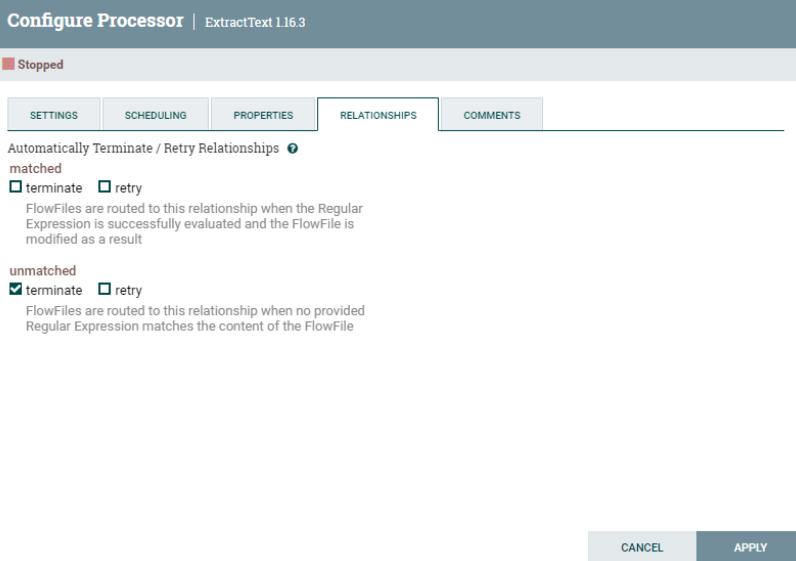 Configure Processor | ExtractText 1.16.3
Stopped
SETTINGS SCHEDULING PROPERTIES RELATIONSHIPS COMMENTS
Automatically Terminate / Retry Relationships ?
matched
terminate retry
FlowFiles are routed to this relationship when the Regular
Expression is successfully evaluated and the FlowFile is
modified as a result
unmatched
terminate retry
FlowFiles are routed to this relationship when no provided
Regular Expression matches the content of the FlowFile
CANCEL APPLY